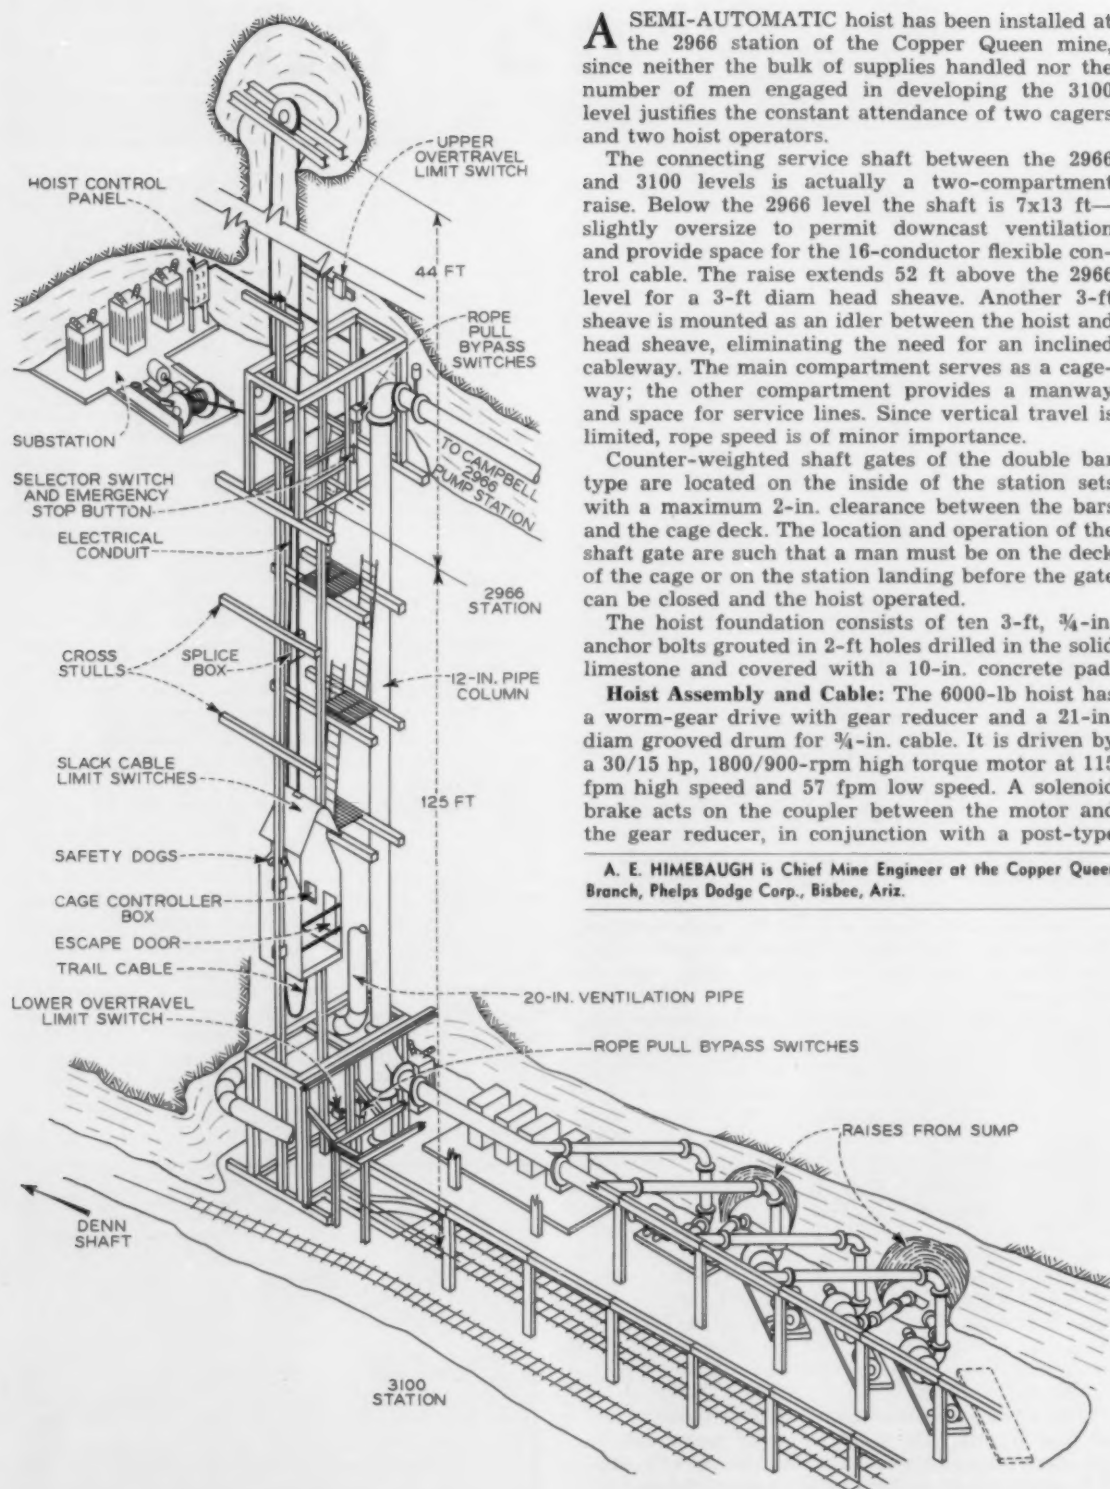 A SEMI-AUTOMATIC hoist has been installed at
the 2966 station of the Copper Queen mine,
since neither the bulk of supplies handled nor the
number of men engaged in developing the 3100
level justifies the constant attendance of two cagers
and two hoist operators.
The connecting service shaft between the 2966
and 3100 levels is actually a two-compartment
raise. Below the 2966 level the shaft is 7x13 ft—
slightly oversize to permit downcast ventilation
and provide space for the 16-conductor flexible con-
trol cable. The raise extends 52 ft above the 2966
level for a 3-ft diam head sheave. Another 3-ft
sheave is mounted as an idler between the hoist and
head sheave, eliminating the need for an inclined
cableway. The main compartment serves as a cage-
way; the other compartment provides a manway
and space for service lines. Since vertical travel is
limited, rope speed is of minor importance.
Counter-weighted shaft gates of the double bar
type are located on the inside of the station sets
with a maximum 2-in. clearance between the bars
and the cage deck. The location and operation of the
shaft gate are such that a man must be on the deck
of the cage or on the station landing before the gate
can be closed and the hoist operated.
The hoist foundation consists of ten 3-ft, ¾-in
anchor bolts grouted in 2-ft holes drilled in the solid
limestone and covered with a 10-in. concrete pad
Hoist Assembly and Cable: The 6000-lb hoist has
a worm-gear drive with gear reducer and a 21-in
diam grooved drum for ¾-in. cable. It is driven by
a 30/15 hp, 1800/900-rpm high torque motor at 115
fpm high speed and 57 fpm low speed. A solenoid
brake acts on the coupler between the motor and
the gear reducer, in conjunction with a post-type
A. E. HIMEBAUGH is Chief Mine Engineer at the Copper Queen
Branch, Phelps Dodge Corp., Bisbee, Ariz.
UPPER
OVERTRAVEL
LIMIT SWITCH
HOIST CONTROL
PANEL
44 FT
ROPE
PULL
BYPASS
SWITCHES
SUBSTATION
TO CAMPBELL
2966
PUMP STATION
SELECTOR SWITCH
AND EMERGENCY
STOP BUTTON
ELECTRICAL
CONDUIT
2966
STATION
CROSS
STULLS
SPLICE
BOX
12-IN. PIPE
COLUMN
SLACK CABLE
LIMIT SWITCHES
125 FT
SAFETY DOGS
CAGE CONTROLLER
BOX
ESCAPE DOOR
TRAIL CABLE
LOWER OVERTRAVEL
LIMIT SWITCH
20-IN. VENTILATION PIPE
ROPE PULL BYPASS SWITCHES
RAISES FROM SUMP
DENN
SHAFT
3100
STATION